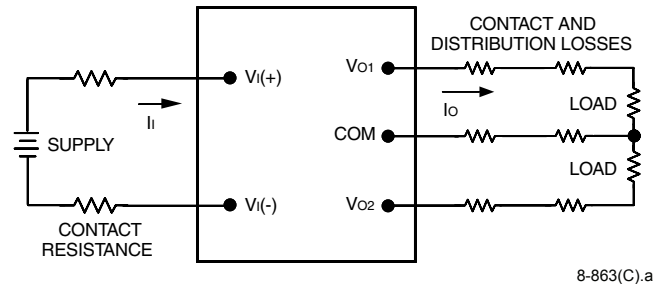 CONTACT AND
DISTRIBUTION LOSSES
VI(+)
VO1
II
IO
LOAD
SUPPLY
COM
LOAD
VI(-)
VO2
CONTACT
RESISTANCE
8-863(C).a